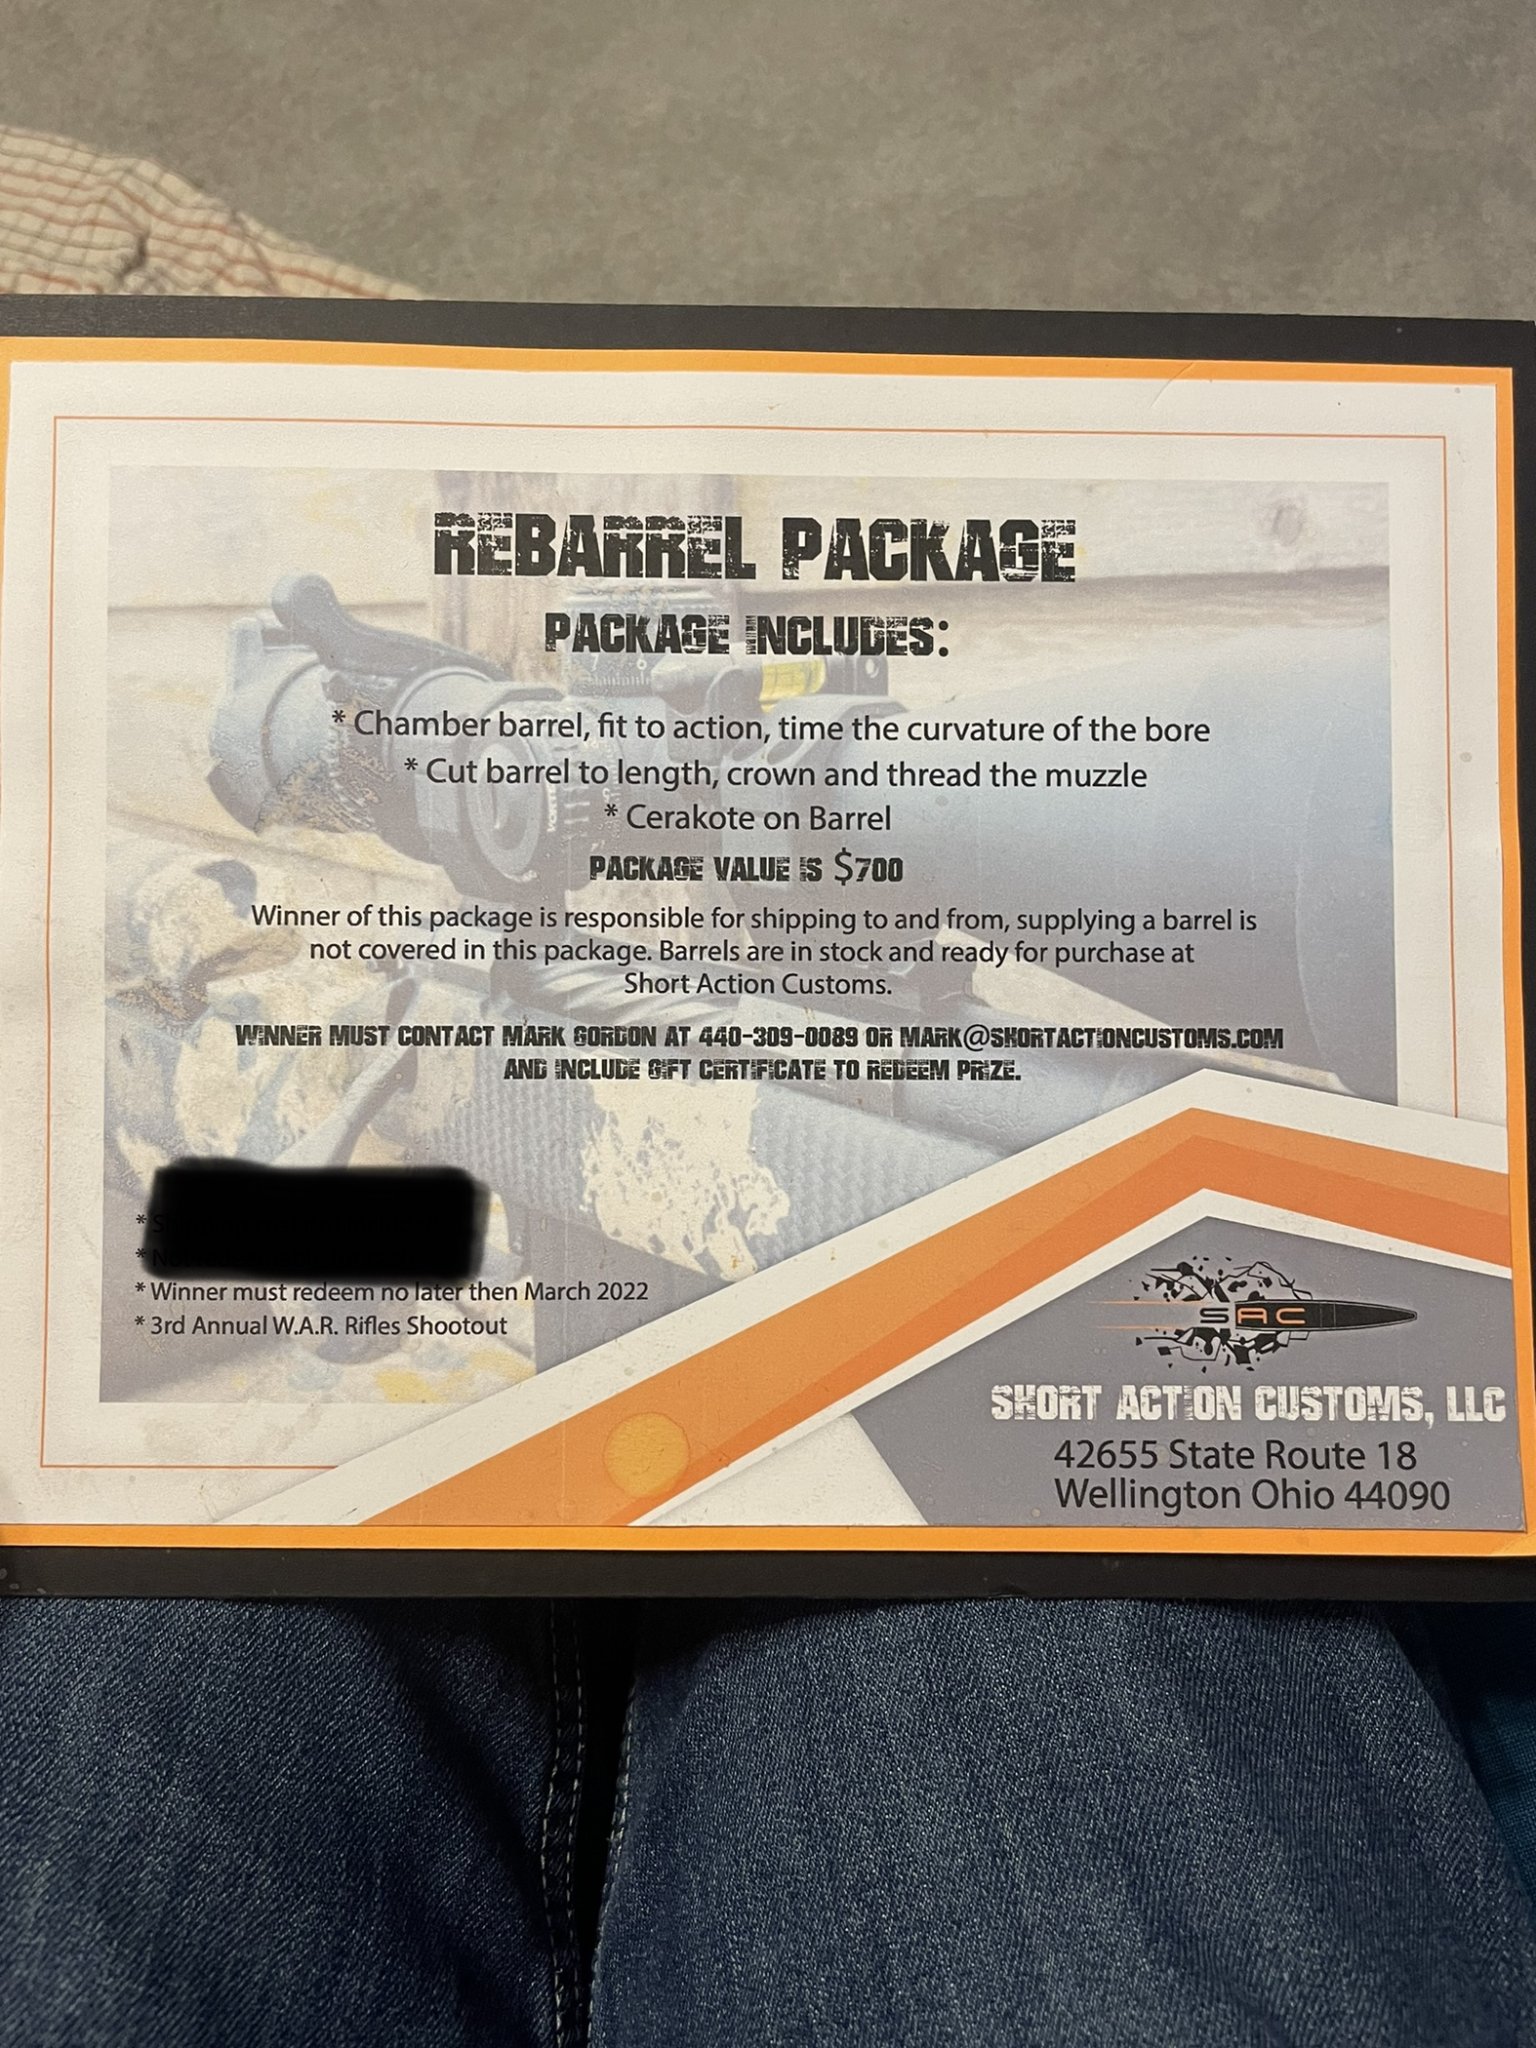 REBARREL PACKAGE
PACKAGE INCLUDES:
* Chamber barrel, fit to action, time the curvature of the bore
* Cut barrel to length, crown and thread the muzzle
* Cerakote on Barrel
PACKAGE VALUE IS $700
Winner of this package is responsible for shipping to and from, supplying a barrel is
not covered in this package. Barrels are in stock and ready for purchase at
Short Action Customs.
WINNER MUST CONTACT MARK GORDON AT 440-309-0089 OR MARK@SHORTACTIONCUSTOMS.COM
AND INCLUDE GIFT CERTIFICATE TO REDEEM PRIZE.
*
*
* Winner must redeem no later then March 2022
* 3rd Annual W.A.R. Rifles Shootout
SAC
SHORT ACTION CUSTOMS, LLC
42655 State Route 18
Wellington Ohio 44090